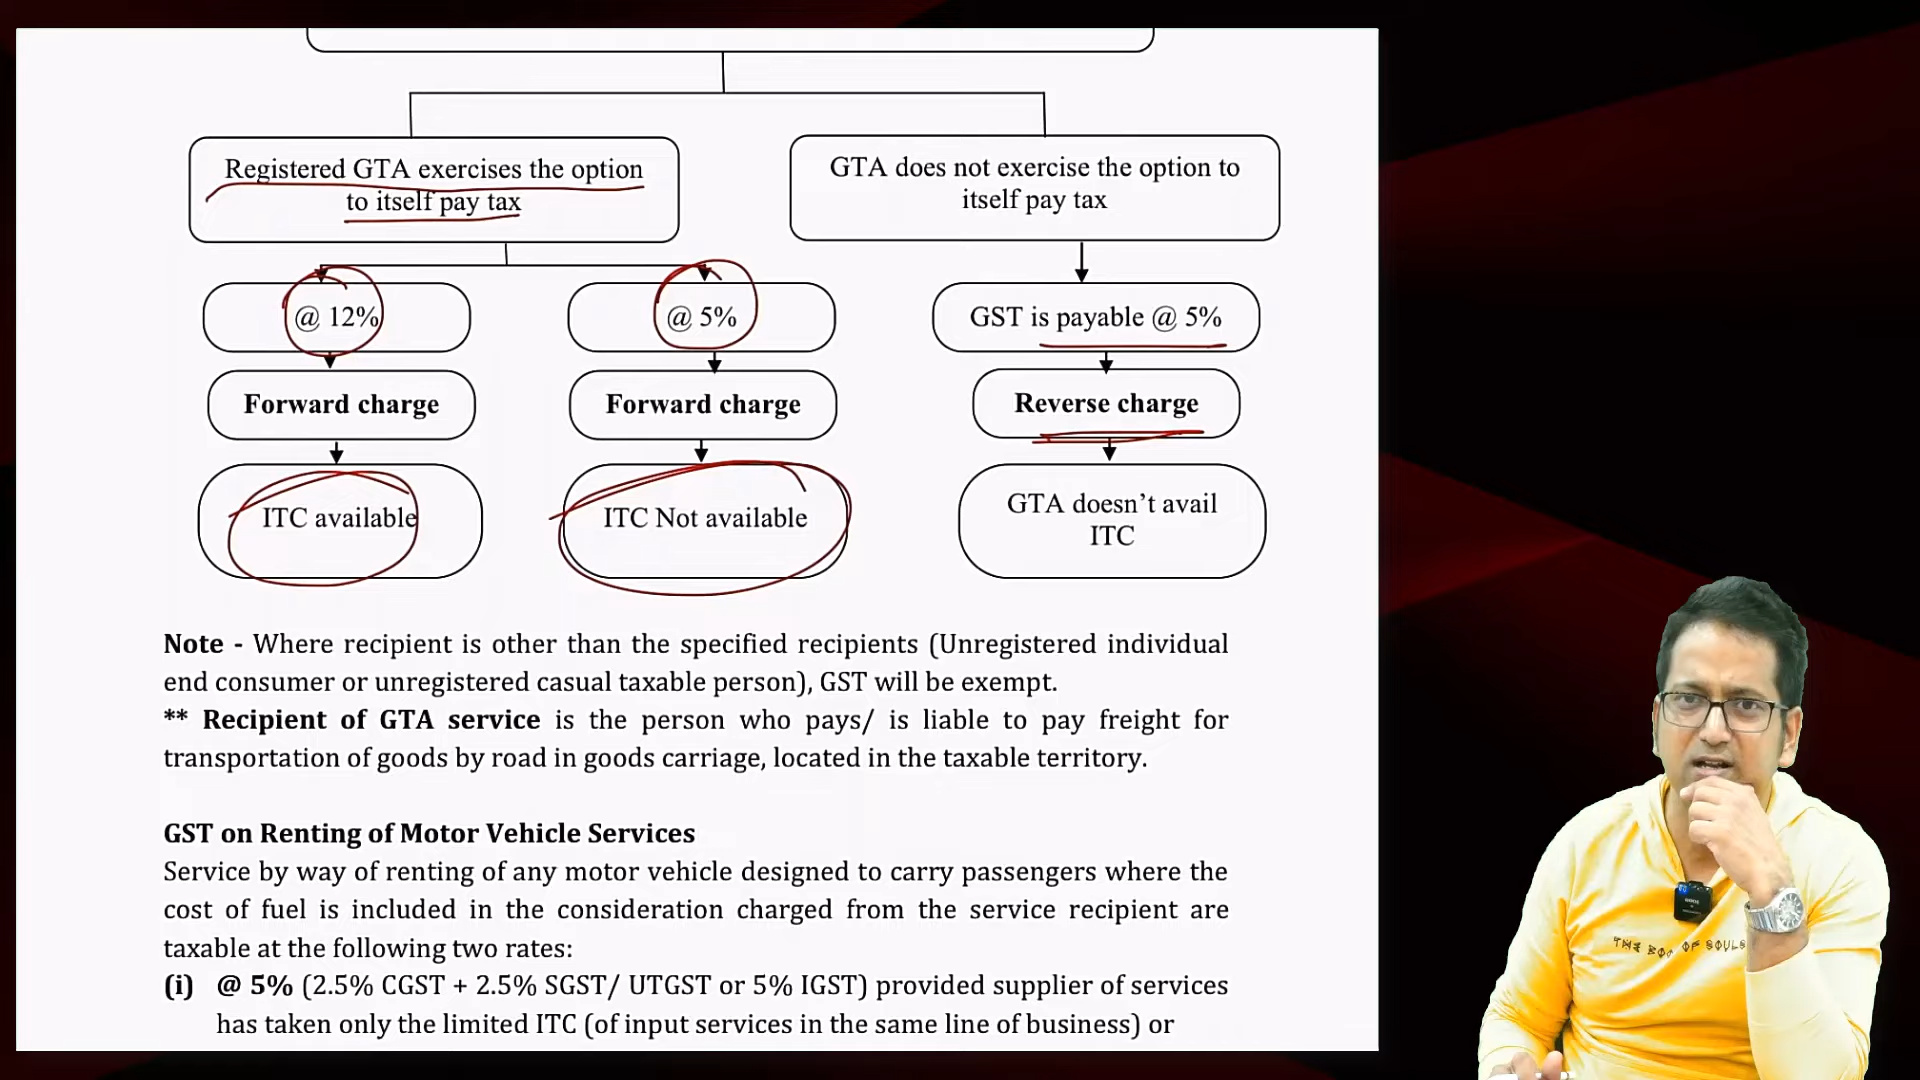 Registered GTA exercises the option
to itself pay tax
GTA does not exercise the option to
itself pay tax
@ 12%
@ 5%
GST is payable @ 5%
Forward charge
Forward charge
Reverse charge
ITC available
ITC Not available
GTA doesn’t avail
ITC
Note - Where recipient is other than the specified recipients (Unregistered individual
end consumer or unregistered casual taxable person), GST will be exempt.
** Recipient of GTA service is the person who pays/ is liable to pay freight for
transportation of goods by road in goods carriage, located in the taxable territory.
GST on Renting of Motor Vehicle Services
Service by way of renting of any motor vehicle designed to carry passengers where the
cost of fuel is included in the consideration charged from the service recipient are
taxable at the following two rates:
(i) @ 5% (2.5% CGST + 2.5% SGST/ UTGST or 5% IGST) provided supplier of services
has taken only the limited ITC (of input services in the same line of business) or
OF SOULS